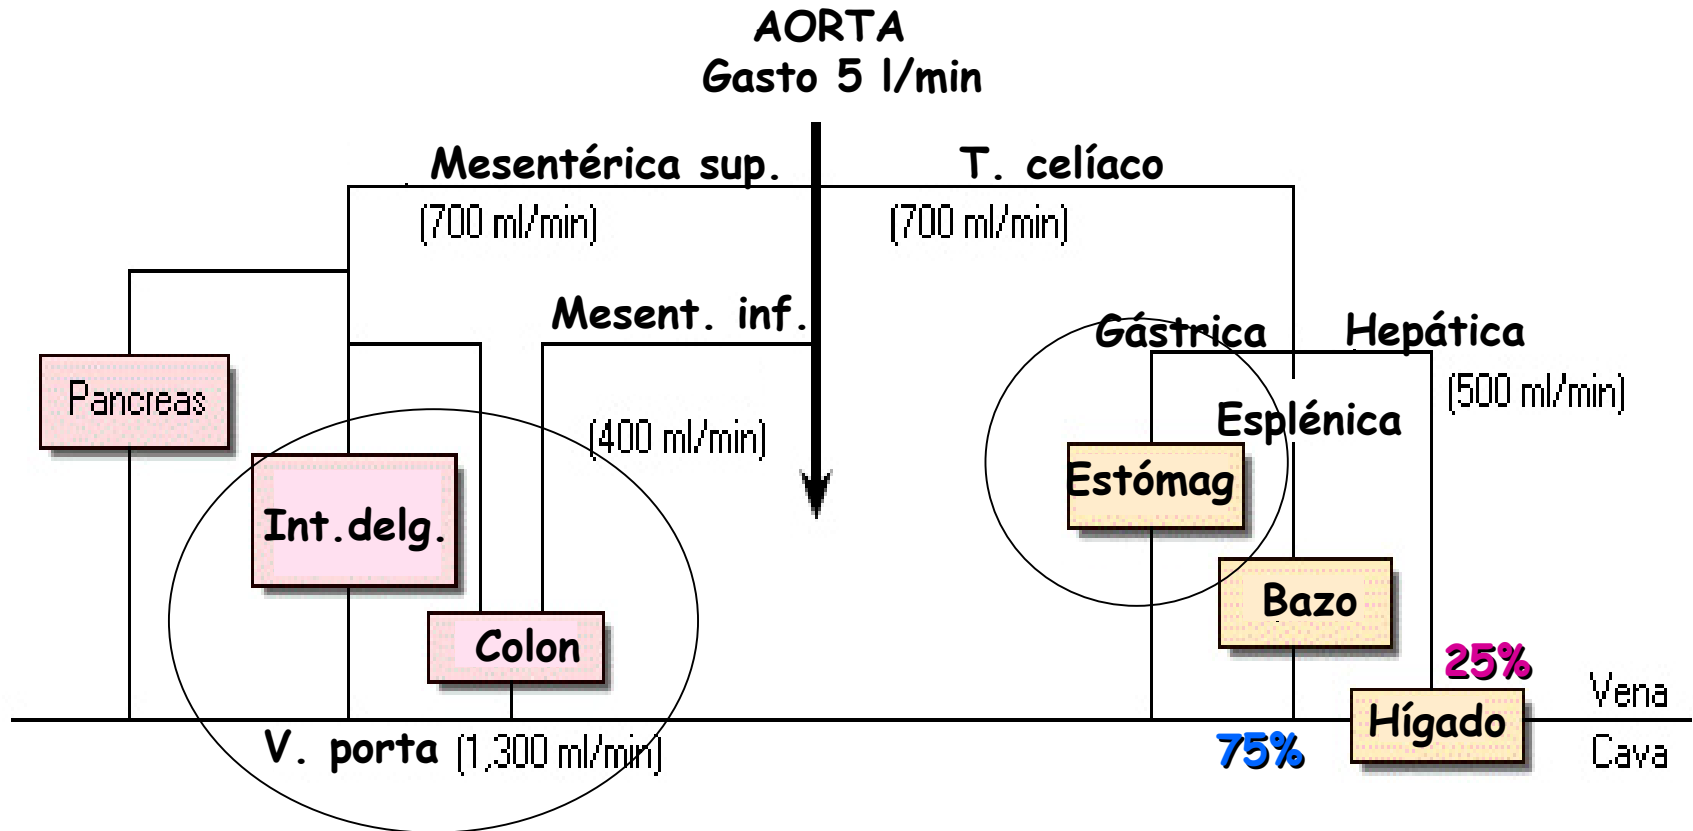 AORTA
Gasto 5 l/min
Mesentérica sup.
T. celíaco
(700 ml/min)
(700 ml/min)
Mesent. inf.
Gástrica
Hepática
Pancreas
(500 ml/min)
(400 ml/min)
Esplénica
Estómag
Int.delg.
Bazo
Colon
25%
Vena
Hígado
V. porta (1,300 ml/min)
75%
Cava